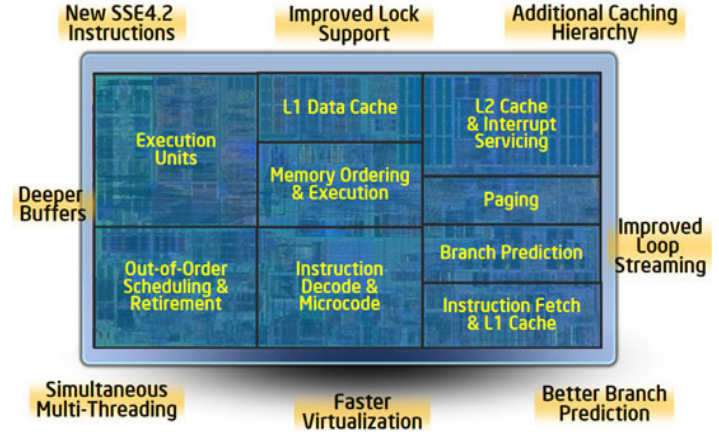 New SSE4.2
Instructions
Improved Lock
Support
Additional Caching
Hierarchy
L1 Data Cache
L2 Cache
& Interrupt
Servicing
Execution
Units
Memory Ordering
& Execution
Paging
Deeper
Buffers
Branch Prediction
Improved
Loop
Streaming
Out-of-Order
Scheduling &
Retirement
Instruction
Decode &
Microcode
Instruction Fetch
& L1 Cache
Simultaneous
Multi-Threading
Faster
Virtualization
Better Branch
Prediction